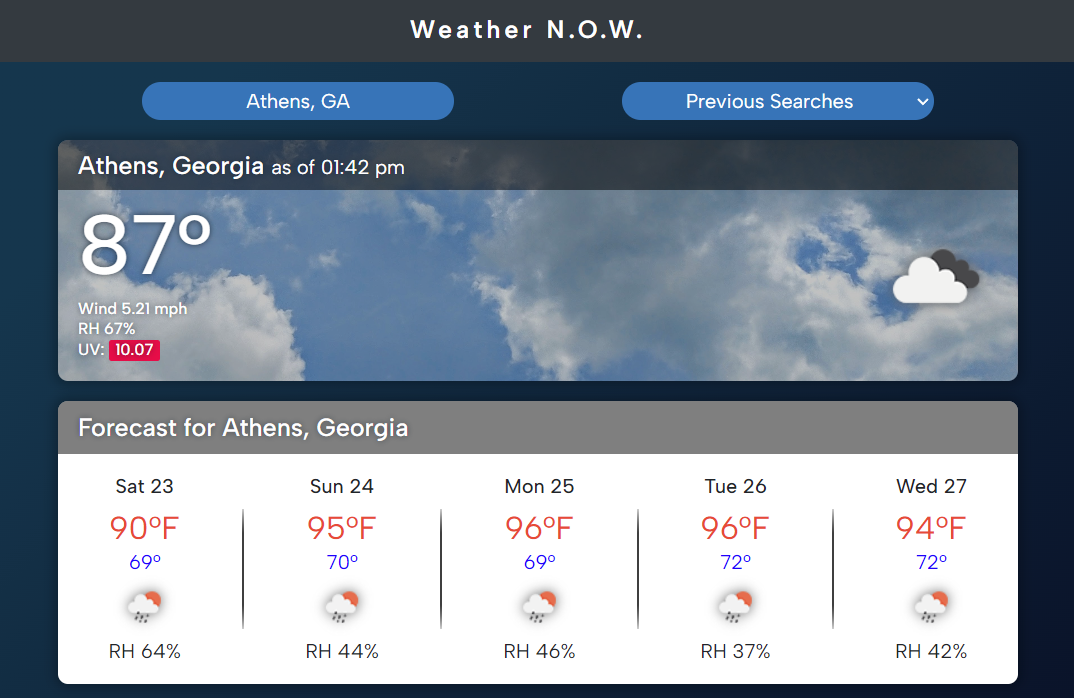 Weather N.O.W.
Athens, GA Previous Searches
Athens, Georgia as of 01:42 pm
87º
Wind 5.21 mph
RH 67%
UV: 10.07
Forecast for Athens, Georgia
Sat 23 Sun 24 Mon 25 Tue 26 Wed 27
90ºF 95ºF 96ºF 96ºF 94ºF
69º 70º 69º 72º 72º
RH 64% RH 44% RH 46% RH 37% RH 42%